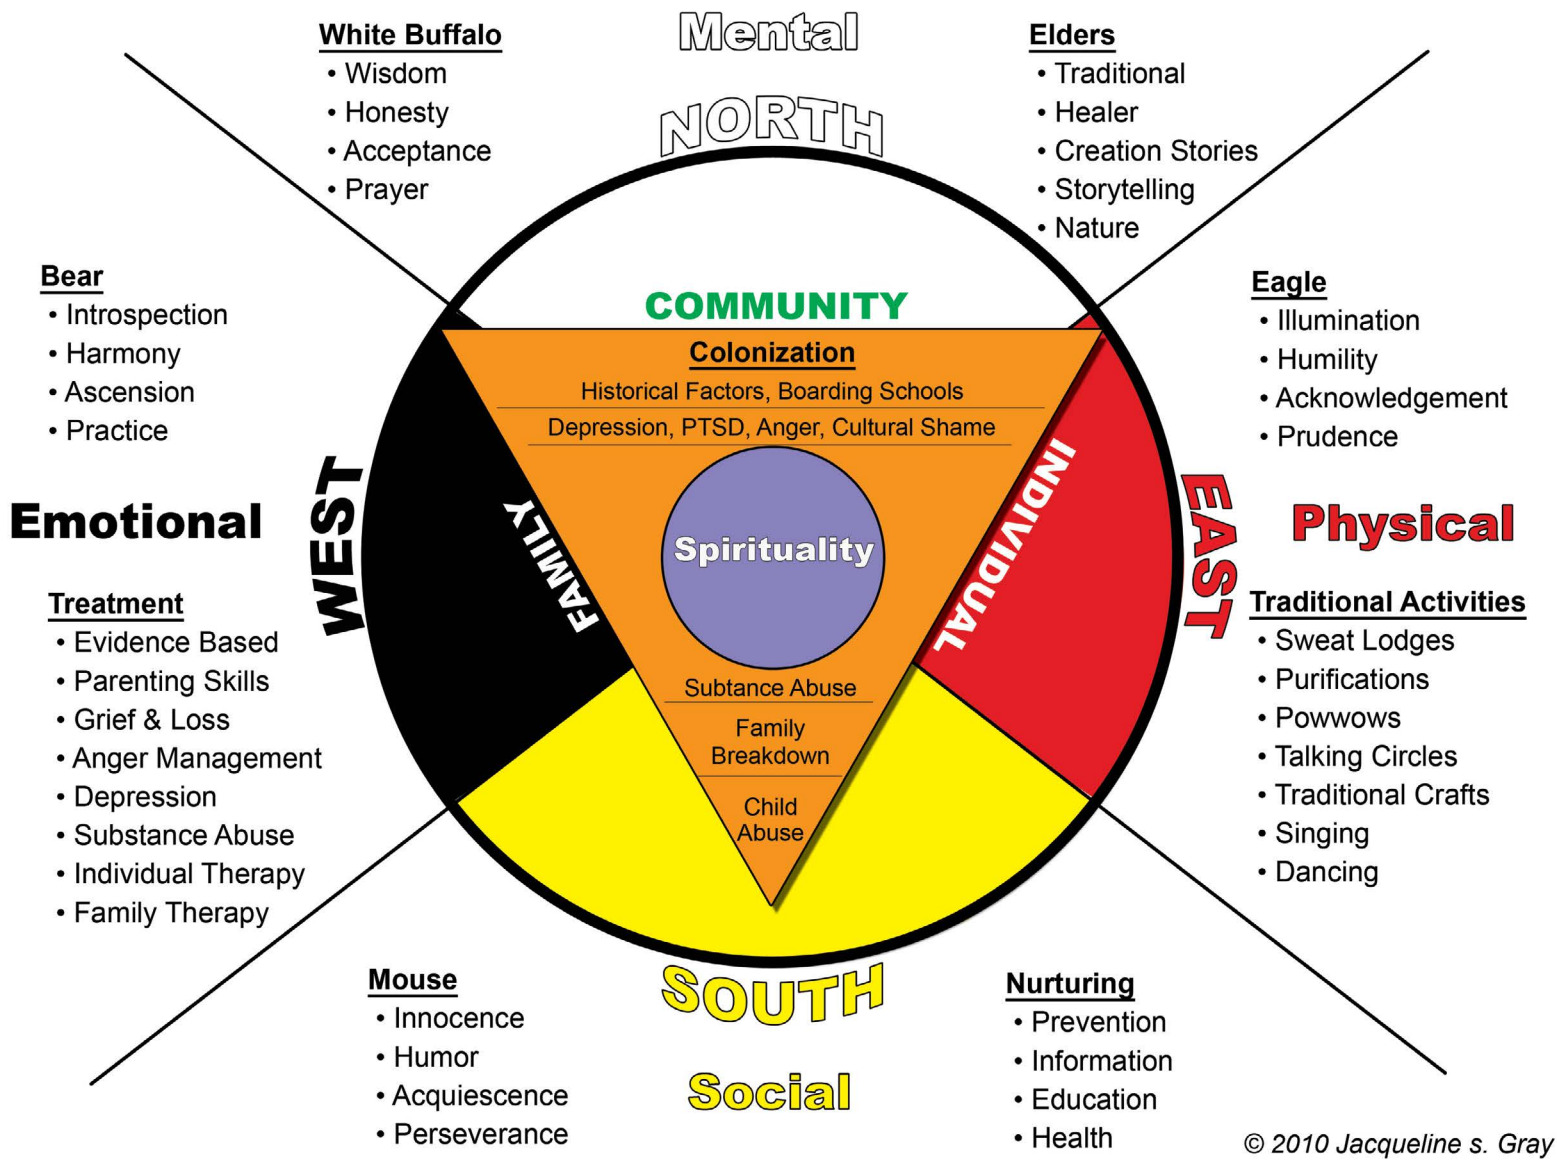 Mental
NORTH
White Buffalo
• Wisdom
• Honesty
• Acceptance
• Prayer
Elders
• Traditional
• Healer
• Creation Stories
• Storytelling
• Nature
Bear
• Introspection
• Harmony
• Ascension
• Practice
Emotional
WEST
Treatment
• Evidence Based
• Parenting Skills
• Grief & Loss
• Anger Management
• Depression
• Substance Abuse
• Individual Therapy
• Family Therapy
COMMUNITY
Colonization
Historical Factors, Boarding Schools
Depression, PTSD, Anger, Cultural Shame
FAMILY
Spirituality
INDIVIDUAL
Subtance Abuse
Family
Breakdown
Child
Abuse
Eagle
• Illumination
• Humility
• Acknowledgement
• Prudence
EAST
Physical
Traditional Activities
• Sweat Lodges
• Purifications
• Powwows
• Talking Circles
• Traditional Crafts
• Singing
• Dancing
SOUTH
Social
Mouse
• Innocence
• Humor
• Acquiescence
• Perseverance
Nurturing
• Prevention
• Information
• Education
• Health
© 2010 Jacqueline s. Gray